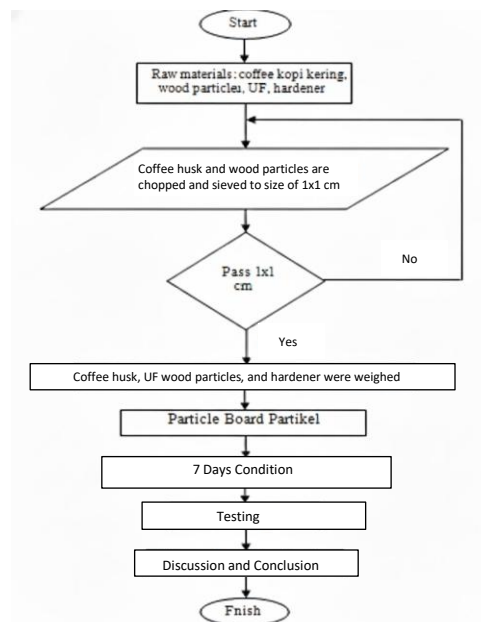 Start
Raw materials: coffee kopi kering,
wood particles, UF, hardener
Coffee husk and wood particles are
chopped and sieved to size of 1x1 cm
Pass 1x1
cm
No
Yes
Coffee husk, UF wood particles, and hardener were weighed
Particle Board Partikel
7 Days Condition
Testing
Discussion and Conclusion
Fnish